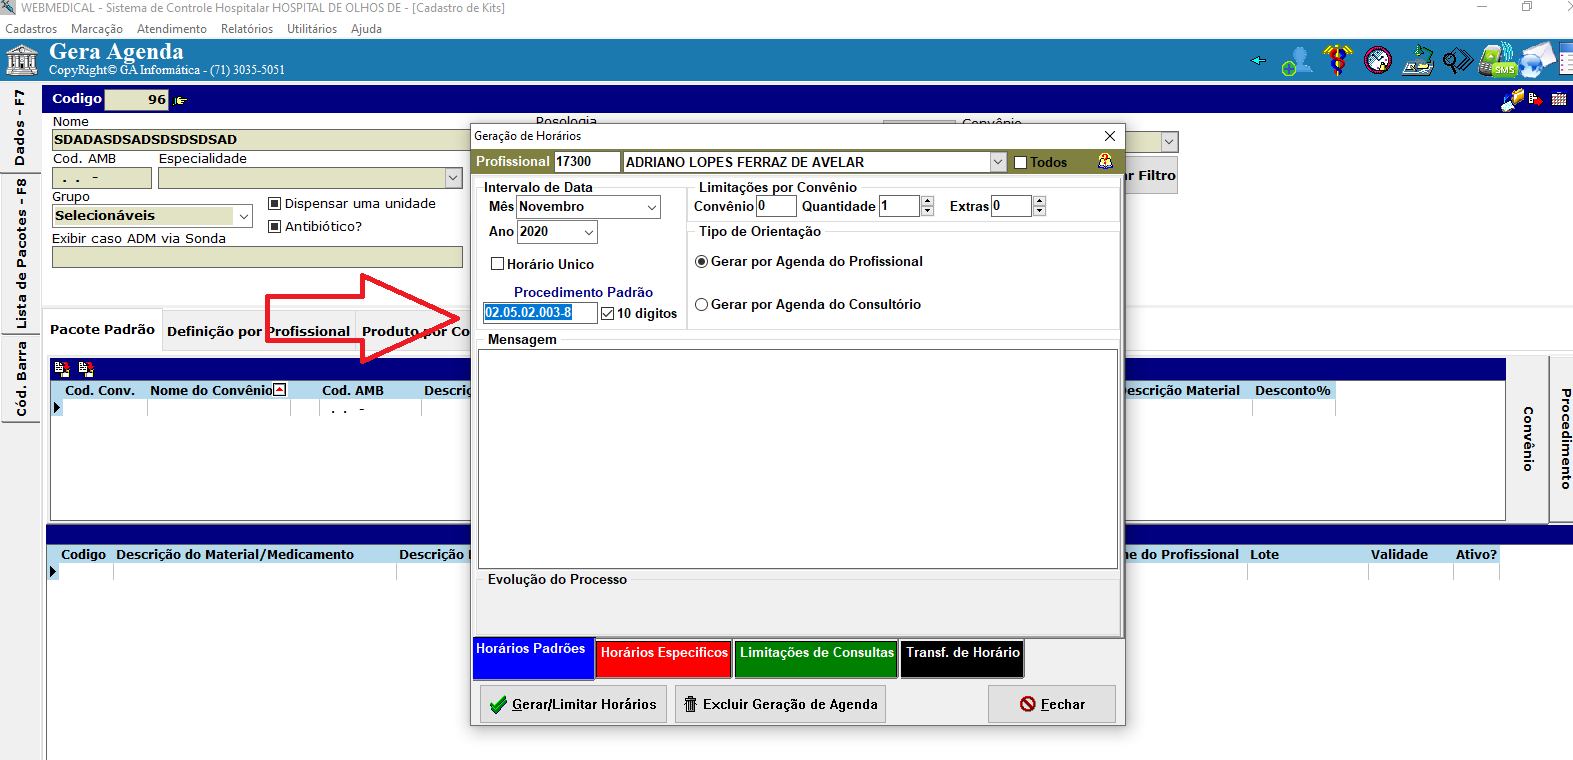 WEBMEDICAL - Sistema de Controle Hospitalar HOSPITAL DE OLHOS DE - [Cadastro de Kits]
Cadastros Marcação Atendimento Relatórios Utilitários Ajuda
Gera Agenda
CopyRight© GA Informática - (71) 3035-5051
SMS
Dados - F7
Lista de Pacotes - F8
Cód. Barra
Codigo 96
Nome
SDADASDSADSDSDSDSAD
Cod. AMB Especialidade
. . -
Grupo
Selecionáveis
Dispensar uma unidade
Antibiótico?
Exibir caso ADM via Sonda
Posologia Convênio
r Filtro
Pacote Padrão Definição por Profissional Produto por Co
Cod. Conv. Nome do Convênio Cod. AMB Descriç
. . -
escrição Material Desconto%
Convênio
Procedimento
Codigo Descrição do Material/Medicamento Descrição
e do Profissional Lote Validade Ativo?
Geração de Horários
Profissional 17300 ADRIANO LOPES FERRAZ DE AVELAR Todos
Intervalo de Data
Mês Novembro
Ano 2020
Horário Unico
Procedimento Padrão
02.05.02.003-8 10 digitos
Limitações por Convênio
Convênio 0 Quantidade 1 Extras 0
Tipo de Orientação
Gerar por Agenda do Profissional
Gerar por Agenda do Consultório
Mensagem
Evolução do Processo
Horários Padrões Horários Especificos Limitações de Consultas Transf. de Horário
Gerar/Limitar Horários Excluir Geração de Agenda Fechar